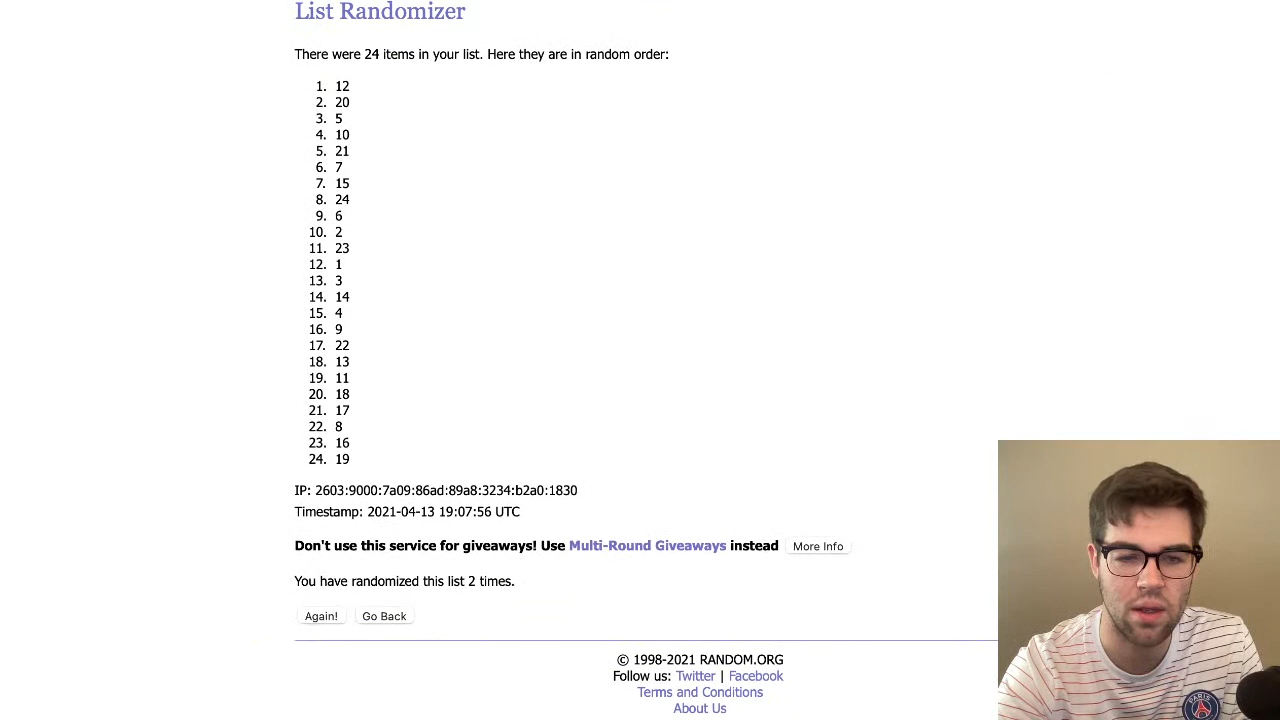 List Randomizer
There were 24 items in your list. Here they are in random order:
1. 12
2. 20
3. 5
4. 10
5. 21
6. 7
7. 15
8. 24
9. 6
10. 2
11. 23
12. 1
13. 3
14. 14
15. 4
16. 9
17. 22
18. 13
19. 11
20. 18
21. 17
22. 8
23. 16
24. 19
IP: 2603:9000:7a09:86ad:89a8:3234:b2a0:1830
Timestamp: 2021-04-13 19:07:56 UTC
Don't use this service for giveaways! Use Multi-Round Giveaways instead More Info
You have randomized this list 2 times.
Again! Go Back
© 1998-2021 RANDOM.ORG
Follow us: Twitter | Facebook
Terms and Conditions
About Us
PARIS